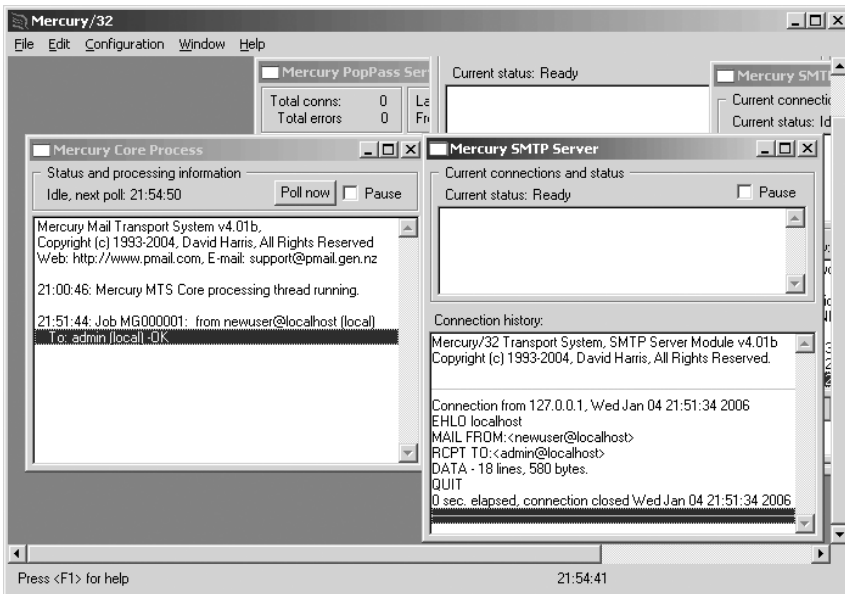 Mercury/32
File Edit Configuration Window Help
Mercury PopPass Ser
Total conns: 0
Total errors 0
La
Fr
Current status: Ready
Mercury SMT
Current connectic
Current status: Id
Mercury Core Process
Status and processing information
Idle, next poll: 21:54:50 Poll now Pause
Mercury Mail Transport System v4.01b,
Copyright (c) 1993-2004, David Harris, All Rights Reserved
Web: http://www.pmail.com, E-mail: support@pmail.gen.nz
21:00:46: Mercury MTS Core processing thread running.
21:51:44: Job MG000001: from newuser@localhost (local)
To: admin (local) -OK
Mercury SMTP Server
Current connections and status
Current status: Ready Pause
Connection history:
Mercury/32 Transport System, SMTP Server Module v4.01b
Copyright (c) 1993-2004, David Harris, All Rights Reserved.
Connection from 127.0.0.1, Wed Jan 04 21:51:34 2006
EHLO localhost
MAIL FROM:<newuser@localhost>
RCPT TO:<admin@localhost>
DATA - 18 lines, 580 bytes.
QUIT
0 sec. elapsed, connection closed Wed Jan 04 21:51:34 2006
Press <F1> for help 21:54:41